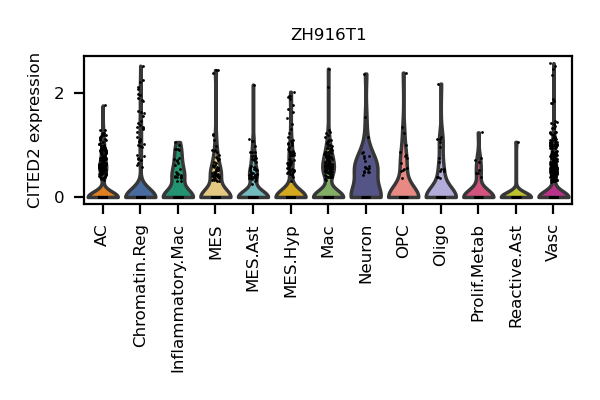 ZH916T1
CITED2 expression
2
0
AC
Chromatin.Reg
Inflammatory.Mac
MES
MES.Ast
MES.Hyp
Mac
Neuron
OPC
Oligo
Prolif.Metab
Reactive.Ast
Vasc